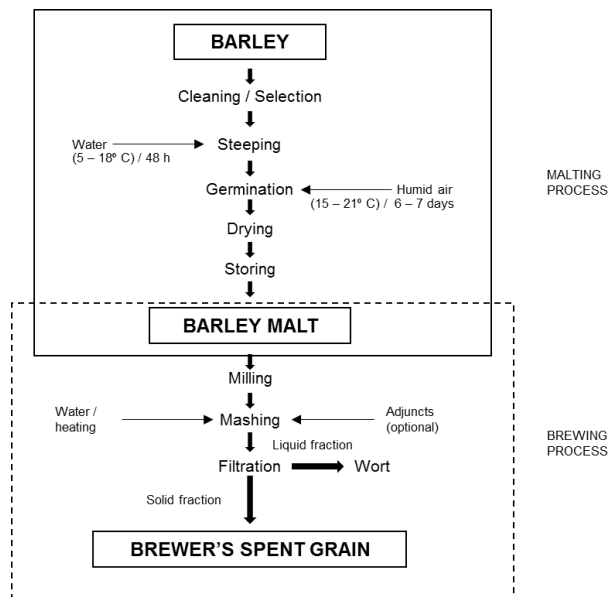 BARLEY
Cleaning / Selection
Water
(5 – 18º C) / 48 h
Steeping
Germination
Humid air
(15 – 21º C) / 6 – 7 days
MALTING
PROCESS
Drying
Storing
BARLEY MALT
Milling
Water /
heating
Mashing
Adjuncts
(optional)
Liquid fraction
BREWING
PROCESS
Filtration
Wort
Solid fraction
BREWER'S SPENT GRAIN